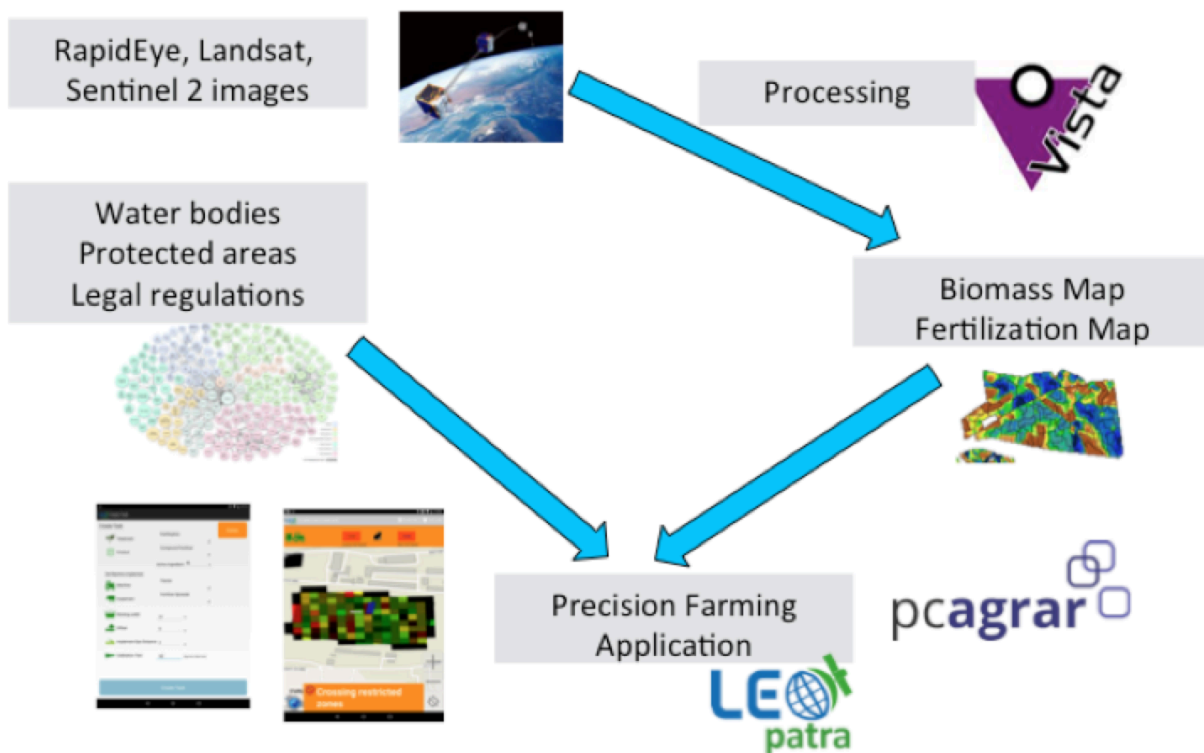 RapidEye, Landsat,
Sentinel 2 images
Processing
Vista
Water bodies
Protected areas
Legal regulations
Biomass Map
Fertilization Map
Crossing restricted
zones
Precision Farming
Application
pcagrar
LEO
patra